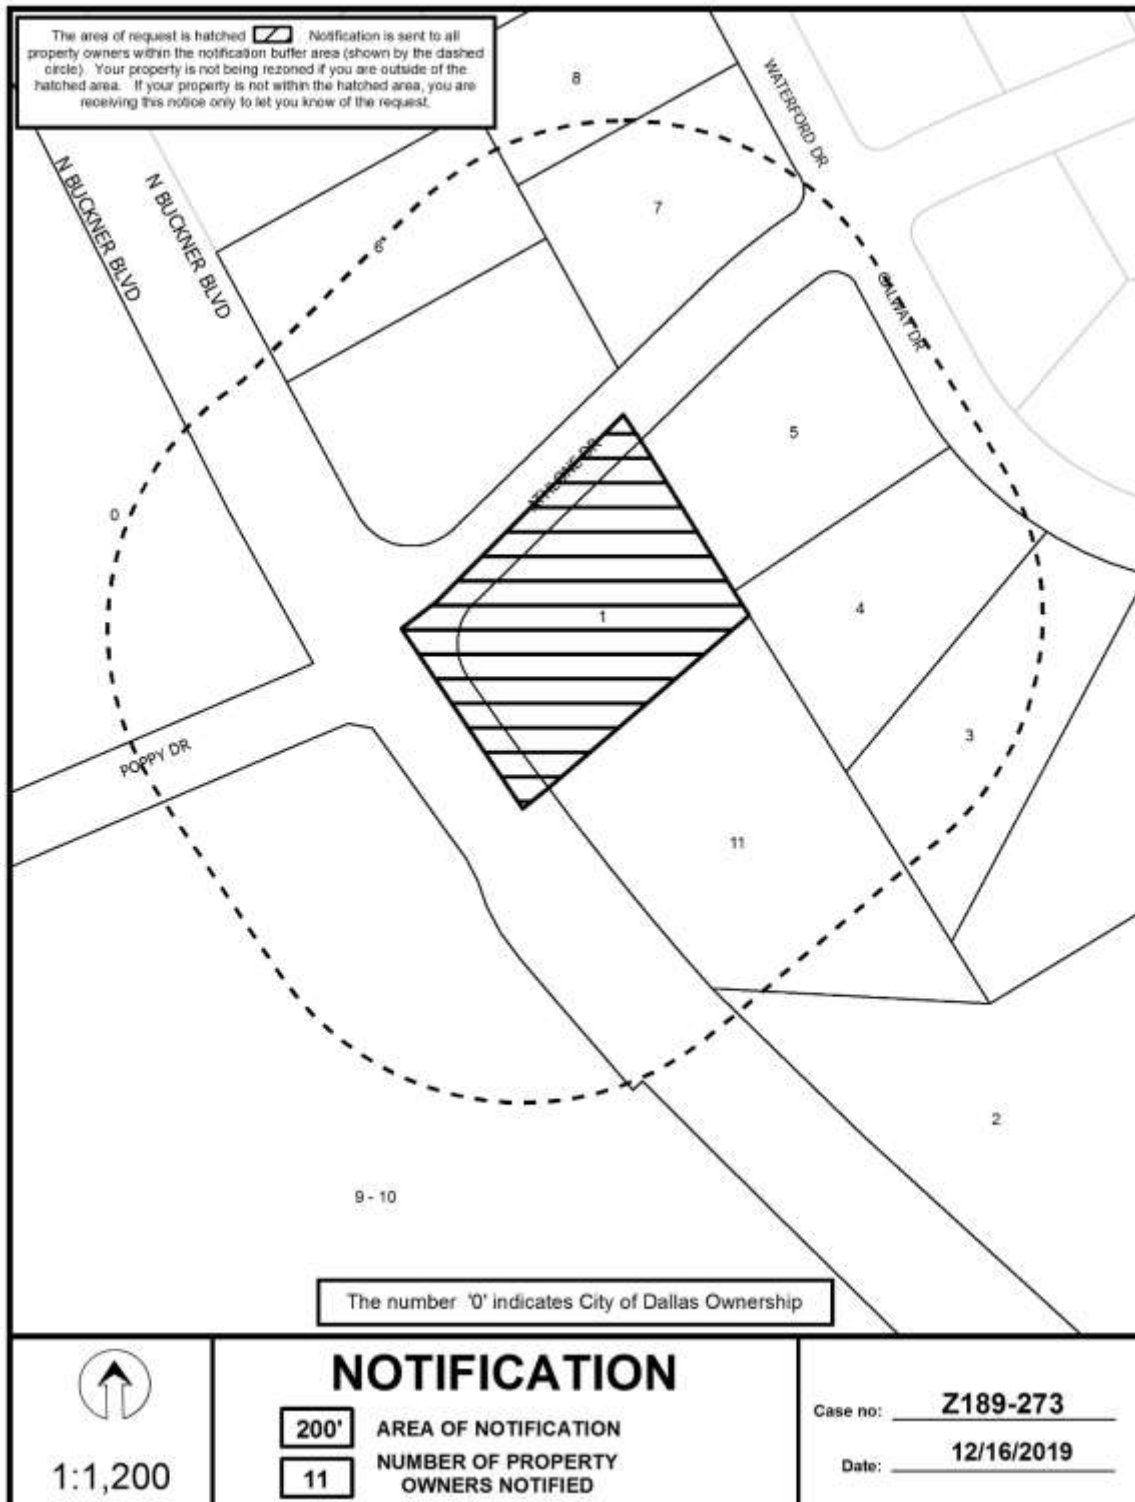 The area of request is hatched . Notification is sent to all
property owners within the notification buffer area (shown by the dashed
circle). Your property is not being rezoned if you are outside of the
hatched area. If your property is not within the hatched area, you are
receiving this notice only to let you know of the request.
8
WATERFORD DR
N BUCKNER BLVD
N BUCKNER BLVD
7
6
GALWAY DR
5
ATHLONE DR
0
1
4
POPPY DR
3
11
2
9 - 10
The number '0' indicates City of Dallas Ownership
1:1,200
NOTIFICATION
200' AREA OF NOTIFICATION
11 NUMBER OF PROPERTY
OWNERS NOTIFIED
Case no: Z189-273
Date: 12/16/2019